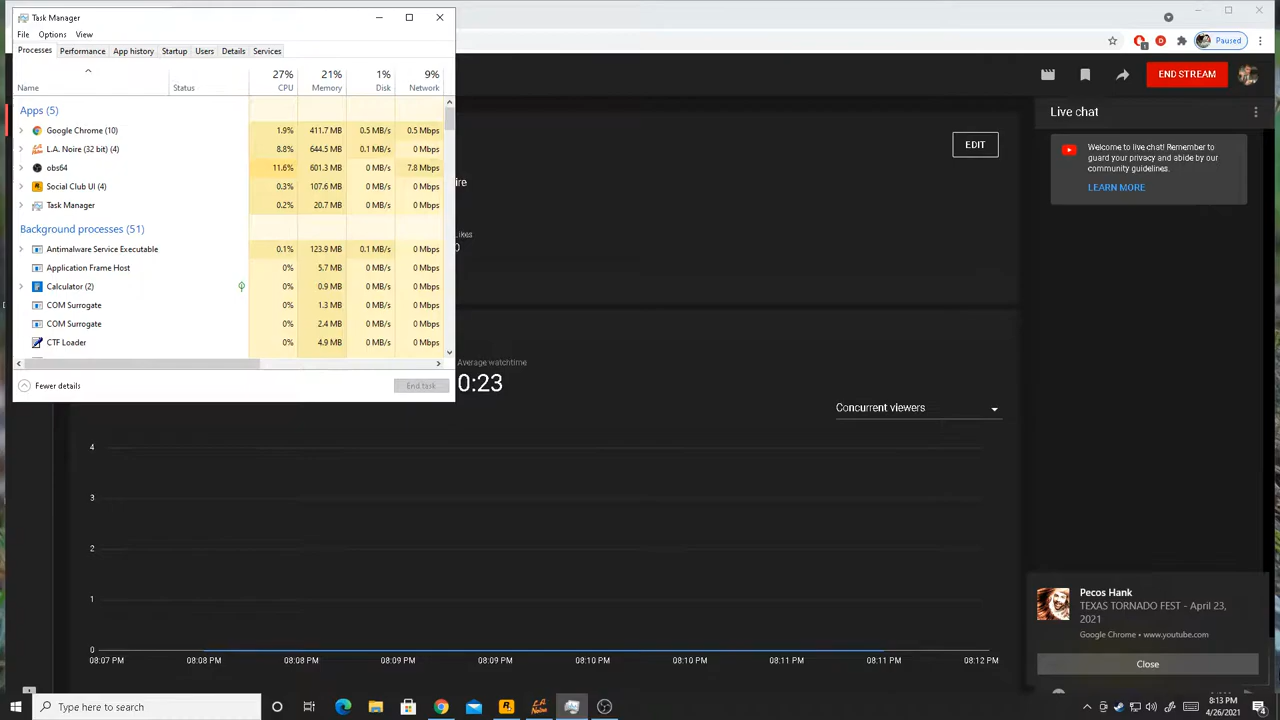 Task Manager
File Options View
Processes Performance App history Startup Users Details Services
27% 21% 1% 9%
Name Status CPU Memory Disk Network
Apps (5)
Google Chrome (10) 1.9% 411.7 MB 0.5 MB/s 0.5 Mbps
L.A. Noire (32 bit) (4) 8.8% 644.5 MB 0.1 MB/s 0 Mbps
obs64 11.6% 601.3 MB 0 MB/s 7.8 Mbps
Social Club UI (4) 0.3% 107.6 MB 0 MB/s 0 Mbps
Task Manager 0.2% 20.7 MB 0 MB/s 0 Mbps
Background processes (51)
Antimalware Service Executable 0.1% 123.9 MB 0.1 MB/s 0 Mbps
Application Frame Host 0% 5.7 MB 0 MB/s 0 Mbps
Calculator (2) 0% 0.9 MB 0 MB/s 0 Mbps
COM Surrogate 0% 1.3 MB 0 MB/s 0 Mbps
COM Surrogate 0% 2.4 MB 0 MB/s 0 Mbps
CTF Loader 0% 4.9 MB 0 MB/s 0 Mbps
Fewer details End task
Paused
END STREAM
EDIT
ire
Likes
0
Average watchtime
0:23
Concurrent viewers
4
3
2
1
0
08:07 PM 08:08 PM 08:08 PM 08:09 PM 08:09 PM 08:10 PM 08:10 PM 08:11 PM 08:11 PM 08:12 PM
Live chat
Welcome to live chat! Remember to
guard your privacy and abide by our
community guidelines.
LEARN MORE
Pecos Hank
TEXAS TORNADO FEST - April 23,
2021
Google Chrome • www.youtube.com
Close
Type here to search
8:13 PM
4/26/2021